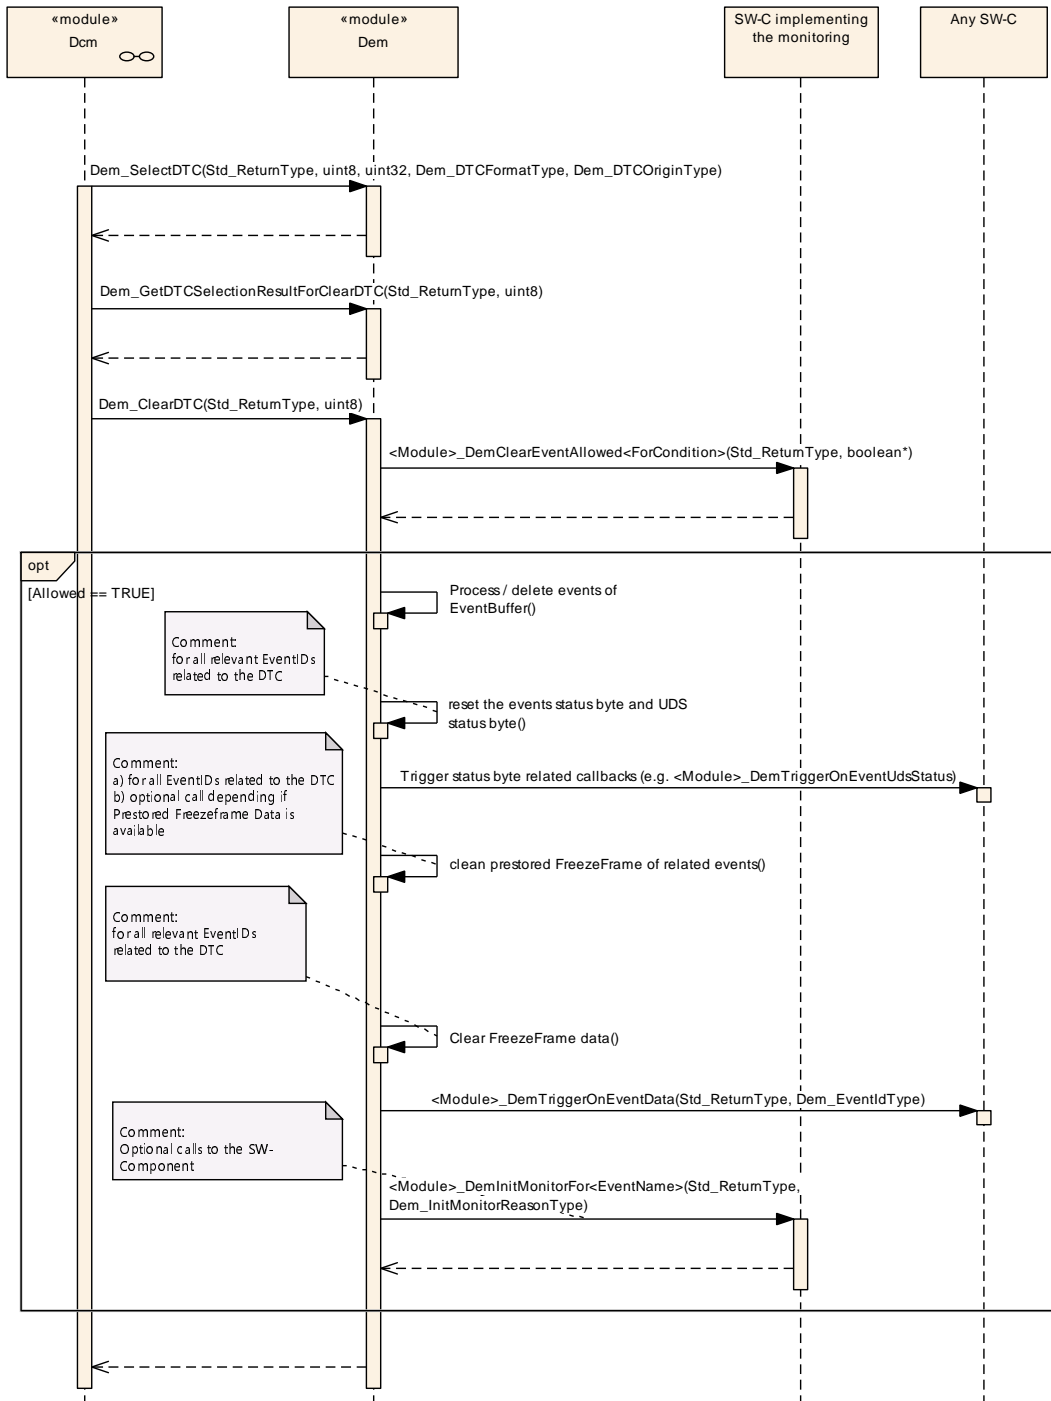 «module»
Dcm
«module»
Dem
SW-C implementing
the monitoring
Any SW-C
Dem_SelectDTC(Std_ReturnType, uint8, uint32, Dem_DTCFormatType, Dem_DTCOriginType)
Dem_GetDTCSelectionResultForClearDTC(Std_ReturnType, uint8)
Dem_ClearDTC(Std_ReturnType, uint8)
<Module>_DemClearEventAllowed<ForCondition>(Std_ReturnType, boolean*)
opt
[Allowed == TRUE]
Process / delete events of
EventBuffer()
Comment:
for all relevant EventIDs
related to the DTC
reset the events status byte and UDS
status byte()
Comment:
a) for all EventIDs related to the DTC
b) optional call depending if
Prestored Freezeframe Data is
available
Trigger status byte related callbacks (e.g. <Module>_DemTriggerOnEventUdsStatus)
clean prestored FreezeFrame of related events()
Comment:
for all relevant EventIDs
related to the DTC
Clear FreezeFrame data()
<Module>_DemTriggerOnEventData(Std_ReturnType, Dem_EventIdType)
Comment:
Optional calls to the SW-
Component
<Module>_DemInitMonitorFor<EventName>(Std_ReturnType,
Dem_InitMonitorReasonType)